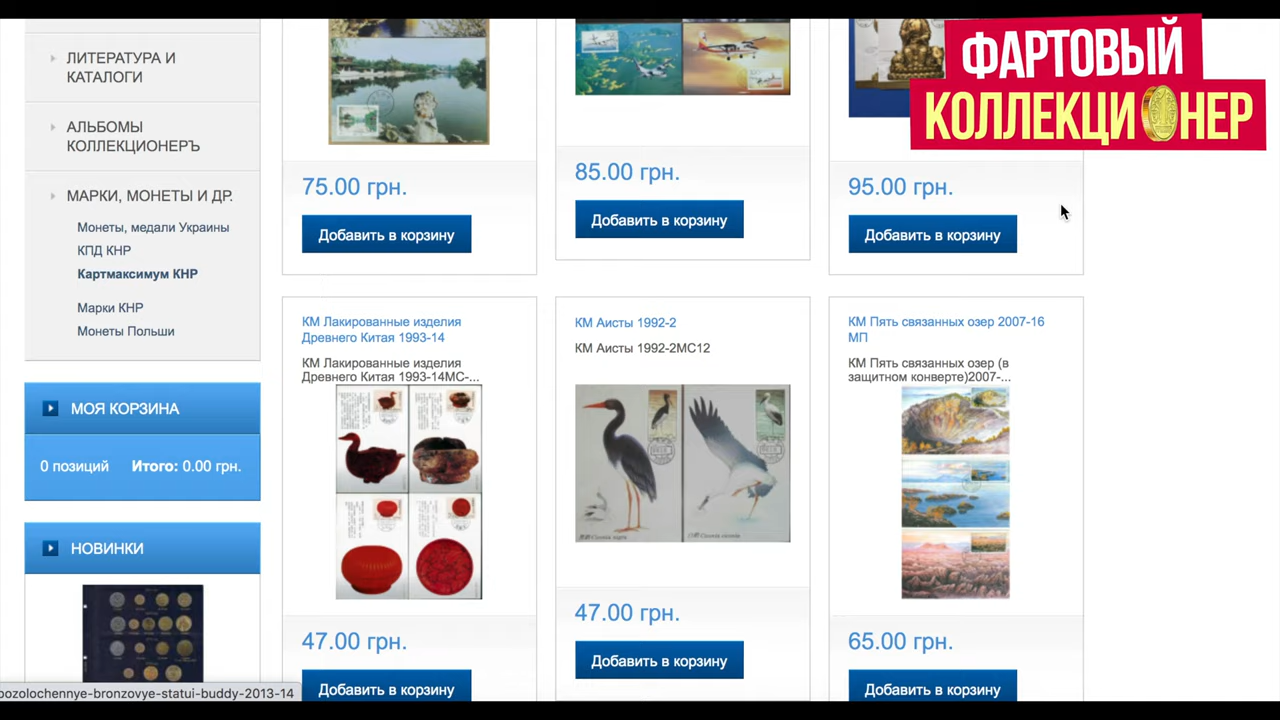 ФАРТОВЫЙ
КОЛЛЕКЦИОНЕР
ЛИТЕРАТУРА И
КАТАЛОГИ
АЛЬБОМЫ
КОЛЛЕКЦИОНЕРЪ
МАРКИ, МОНЕТЫ И ДР.
Монеты, медали Украины
КПД КНР
Картмаксимум КНР
Марки КНР
Монеты Польши
МОЯ КОРЗИНА
0 позиций Итого: 0.00 грн.
НОВИНКИ
75.00 грн.
Добавить в корзину
85.00 грн.
Добавить в корзину
95.00 грн.
Добавить в корзину
КМ Лакированные изделия
Древнего Китая 1993-14
КМ Лакированные изделия
Древнего Китая 1993-14МС-...
47.00 грн.
Добавить в корзину
КМ Аисты 1992-2
КМ Аисты 1992-2МС12
47.00 грн.
Добавить в корзину
КМ Пять связанных озер 2007-16
МП
КМ Пять связанных озер (в
защитном конверте)2007-...
65.00 грн.
Добавить в корзину
pozolochennye-bronzovye-statui-buddy-2013-14